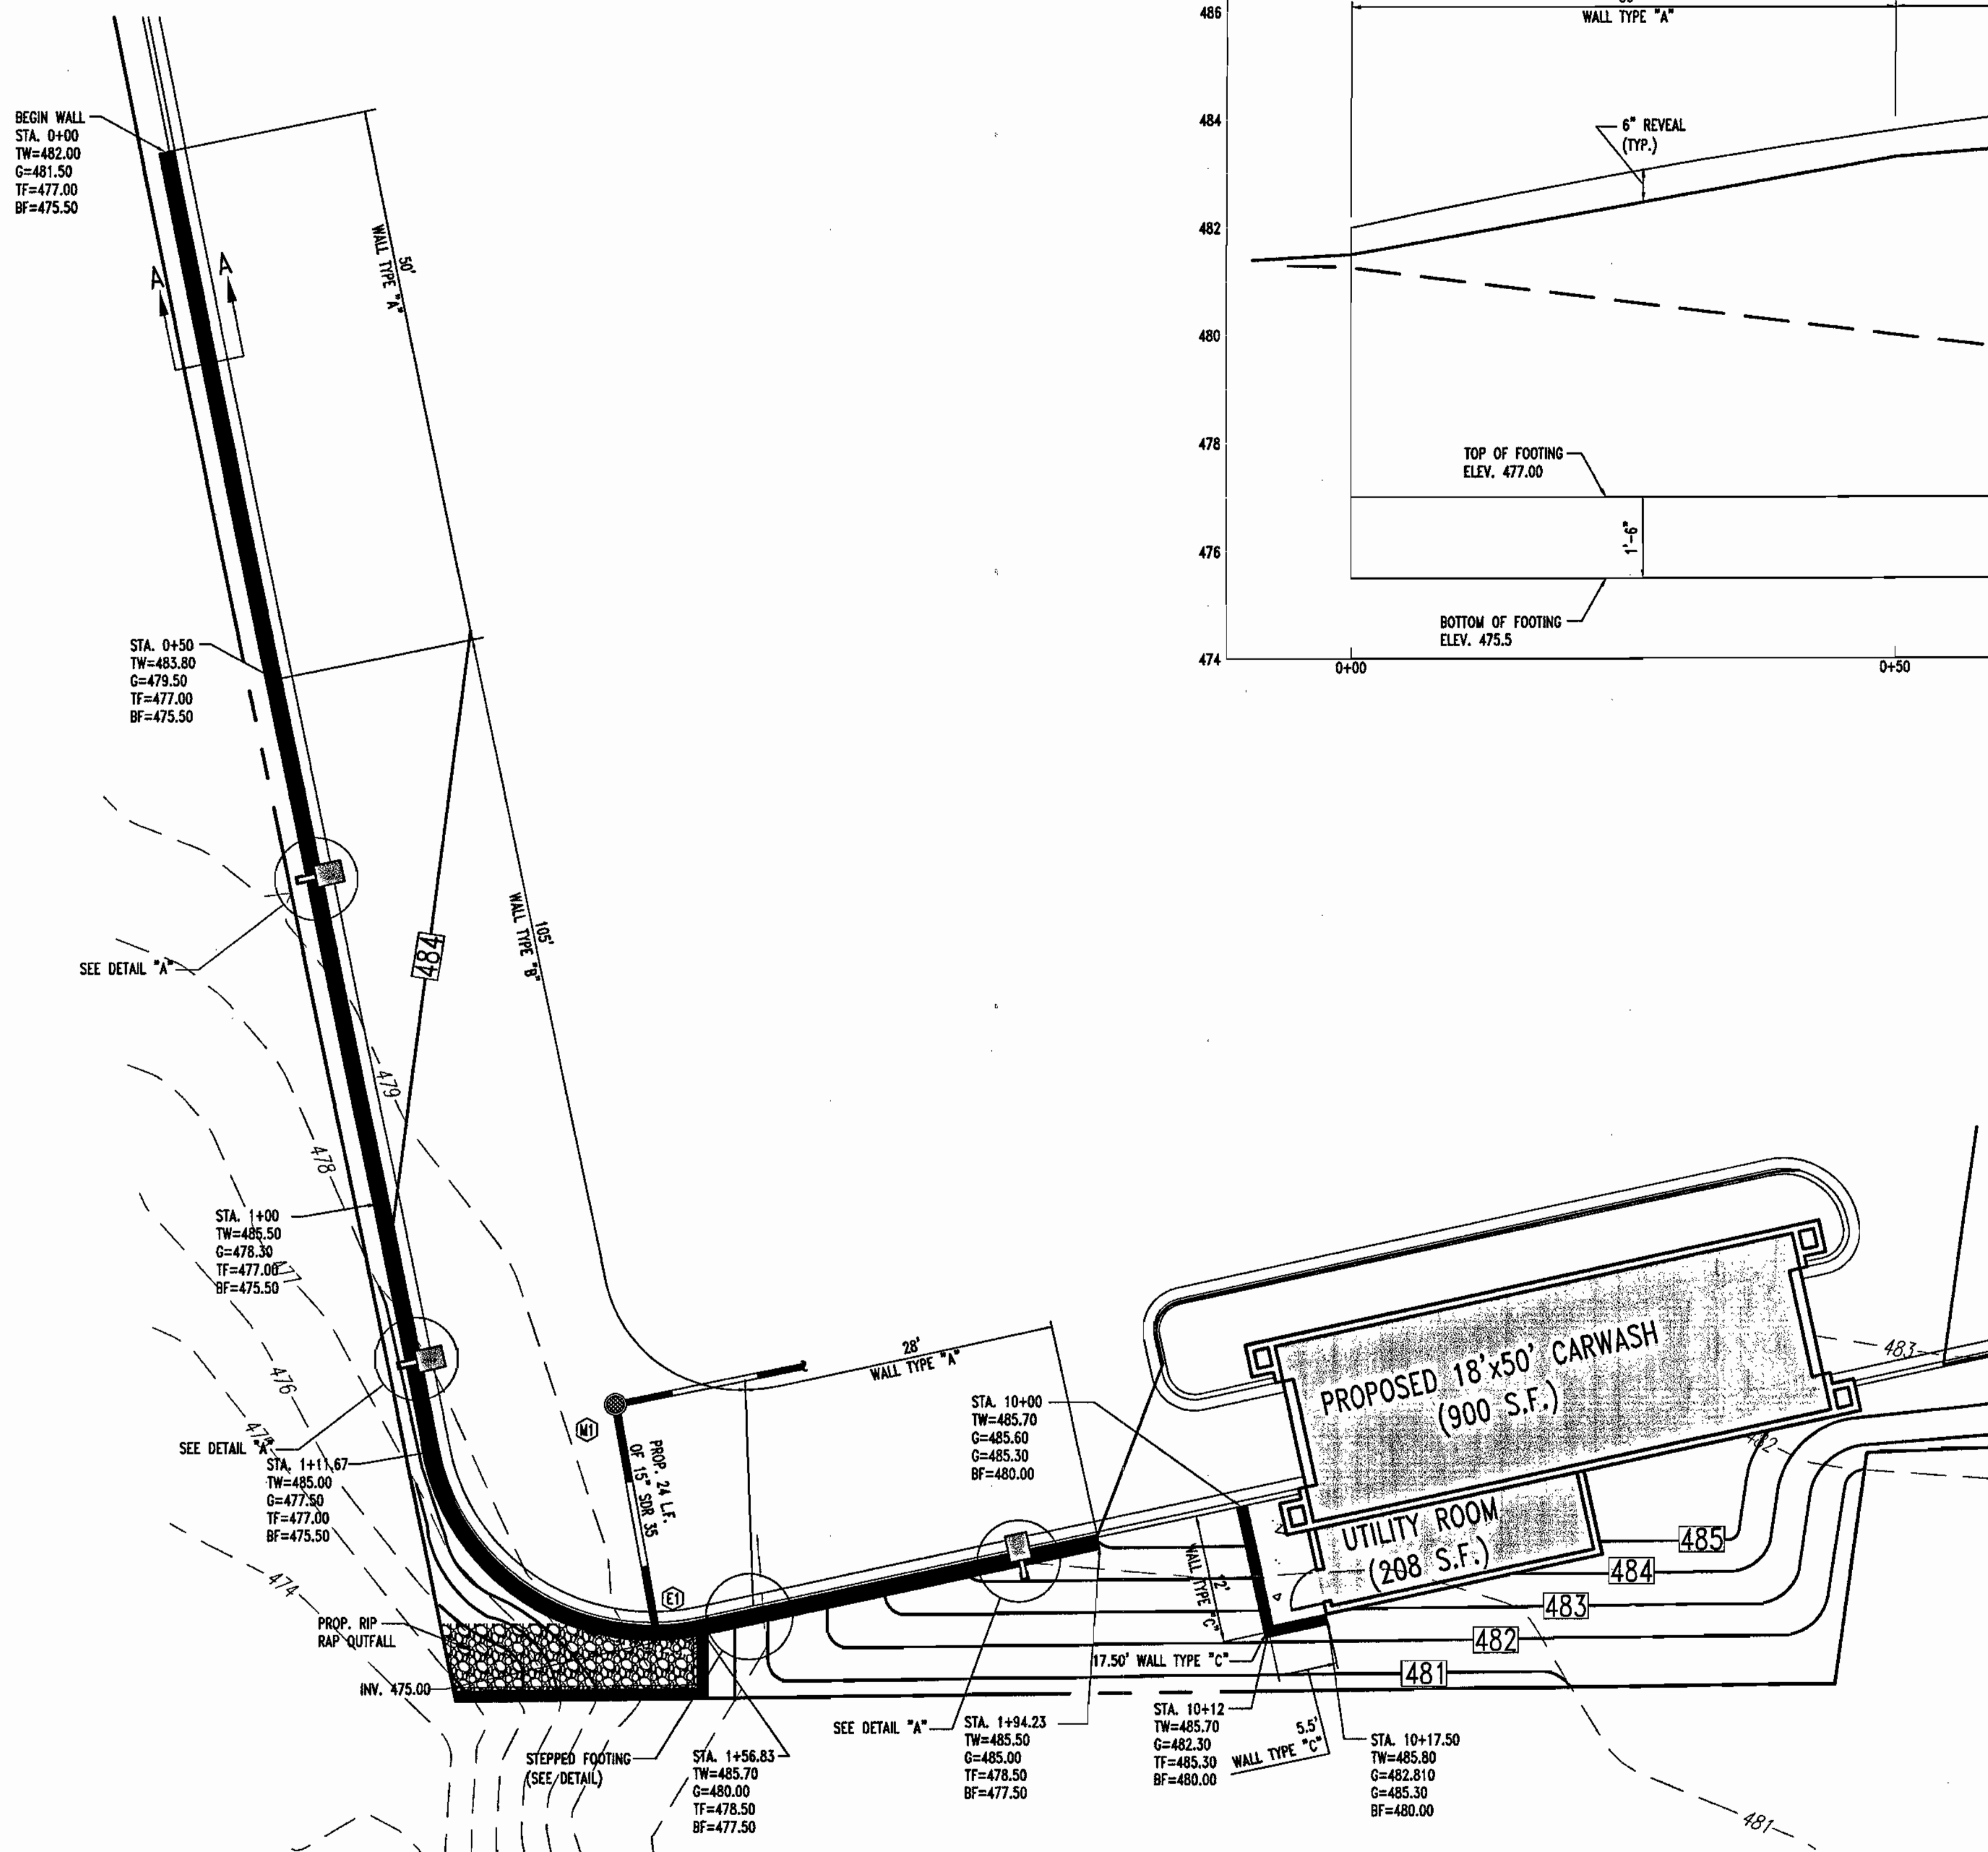 BEGIN WALL
STA. 0+00
TW=482.00
G=481.50
TF=477.00
BF=475.50
A
A
50'
WALL TYPE "A"
STA. 0+50
TW=483.80
G=479.50
TF=477.00
BF=475.50
SEE DETAIL "A"
484
105'
WALL TYPE "B"
479
478
STA. 1+00
TW=485.50
G=478.30
TF=477.00
BF=475.50
477
476
475
474
SEE DETAIL "A"
STA. 1+11.67
TW=485.00
G=477.50
TF=477.00
BF=475.50
PROP. RIP
RAP OUTFALL
INV. 475.00
STEPPED FOOTING
(SEE DETAIL)
M1
PROP. 24 L.F.
OF 15" SDR 35
E1
28'
WALL TYPE "A"
STA. 1+56.83
TW=485.70
G=480.00
TF=478.50
BF=477.50
SEE DETAIL "A"
STA. 1+94.23
TW=485.50
G=485.00
TF=478.50
BF=477.50
STA. 10+00
TW=485.70
G=485.60
G=485.30
BF=480.00
12'
WALL TYPE "C"
17.50' WALL TYPE "C"
STA. 10+12
TW=485.70
G=482.30
TF=485.30
BF=480.00
5.5'
WALL TYPE "C"
STA. 10+17.50
TW=485.80
G=482.810
G=485.30
BF=480.00
PROPOSED 18'x50' CARWASH
(900 S.F.)
UTILITY ROOM
(208 S.F.)
483
482
485
484
483
482
481
481
486
484
482
480
478
476
474
WALL TYPE "A"
6" REVEAL
(TYP.)
TOP OF FOOTING
ELEV. 477.00
1'-6"
BOTTOM OF FOOTING
ELEV. 475.5
0+00
0+50